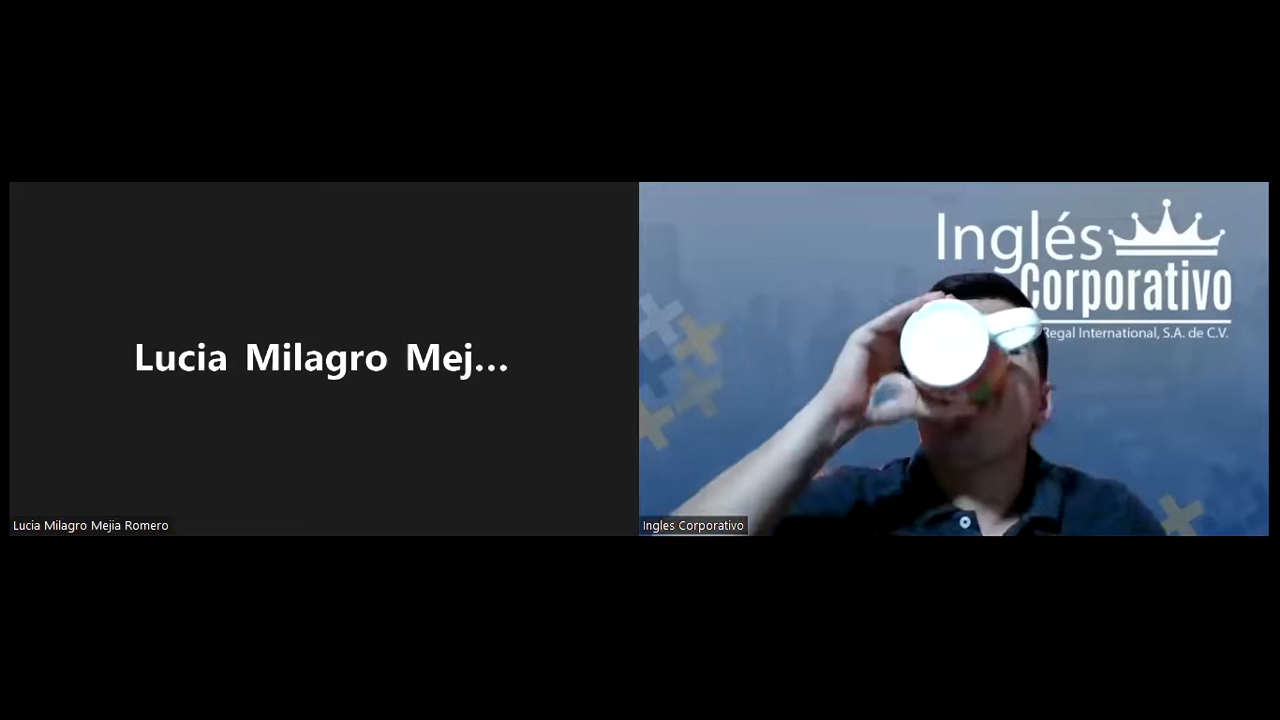 Lucia Milagro Mej...
Lucia Milagro Mejia Romero
Inglés
Corporativo
Regal International, S.A. de C.V.
Ingles Corporativo